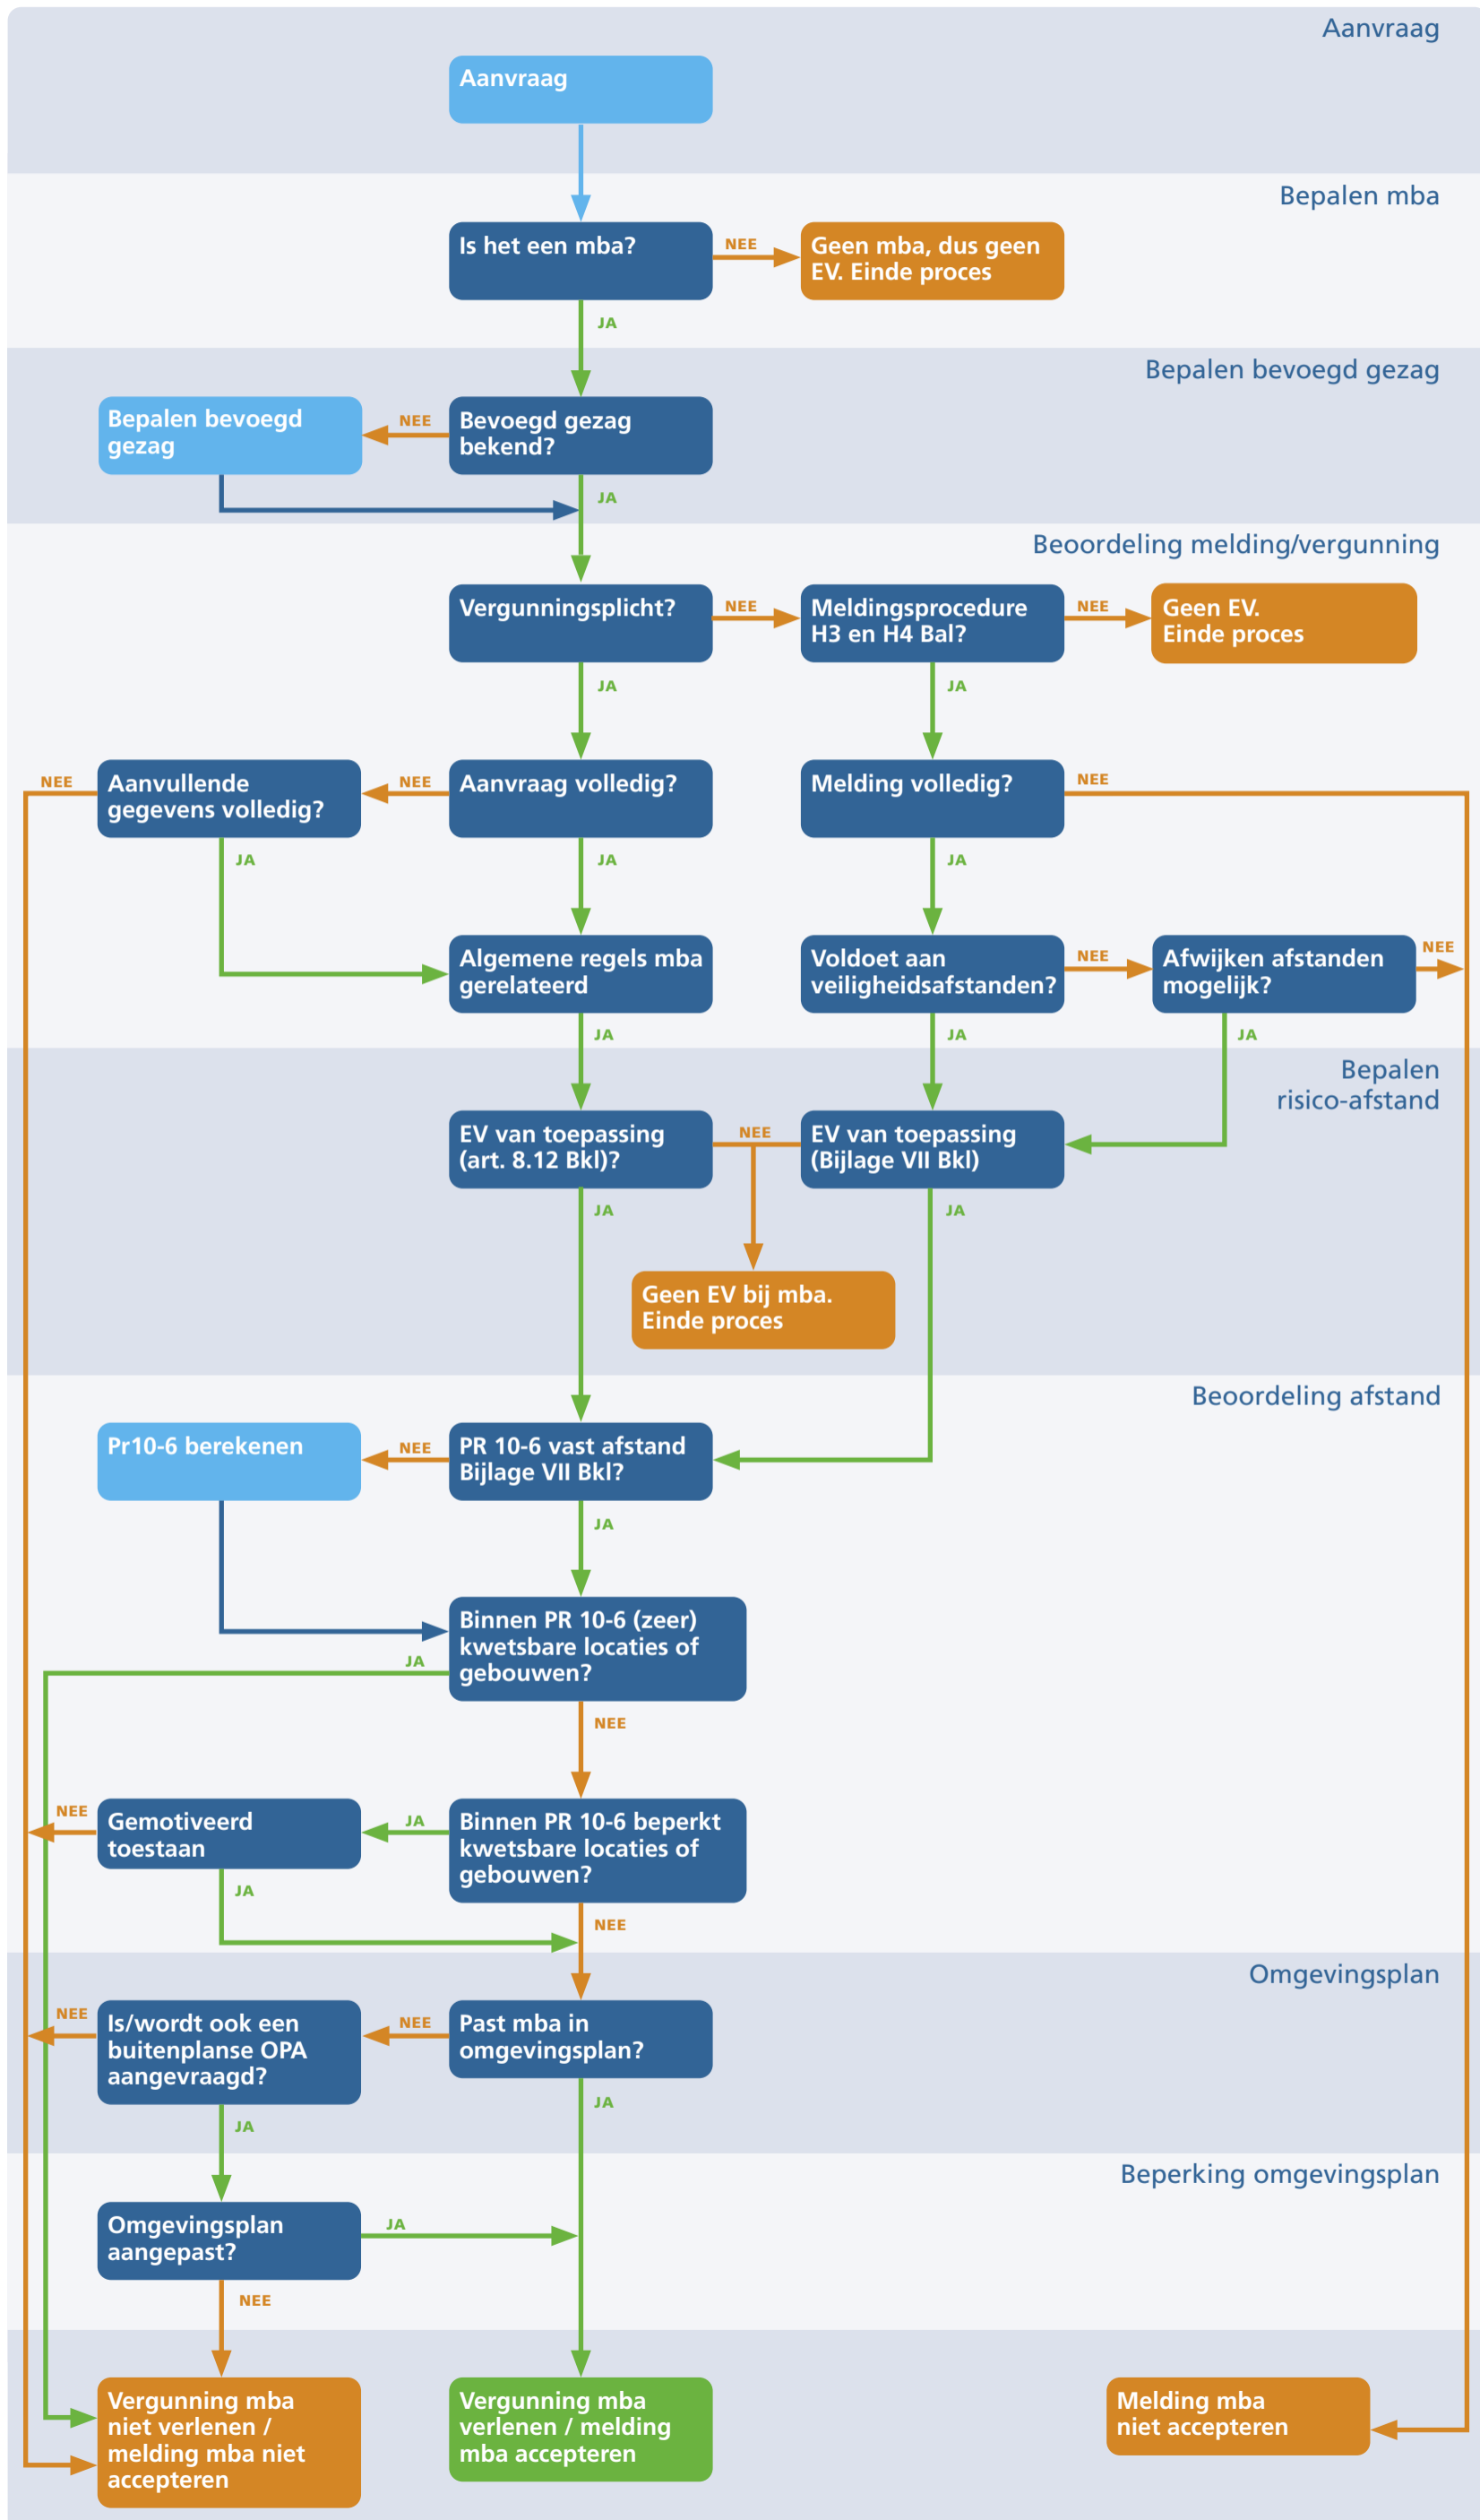 Aanvraag
Aanvraag
Bepalen mba
Is het een mba?
NEE
Geen mba, dus geen
EV. Einde proces
JA
Bepalen bevoegd gezag
Bepalen bevoegd
gezag
NEE
Bevoegd gezag
bekend?
JA
Beoordeling melding/vergunning
Vergunningsplicht?
NEE
Meldingsprocedure
H3 en H4 Bal?
NEE
Geen EV.
Einde proces
JA
JA
NEE
Aanvullende
gegevens volledig?
NEE
Aanvraag volledig?
Melding volledig?
NEE
JA
JA
JA
Algemene regels mba
gerelateerd
Voldoet aan
veiligheidsafstanden?
NEE
Afwijken afstanden
mogelijk?
NEE
JA
JA
JA
Bepalen
risico-afstand
EV van toepassing
(art. 8.12 Bkl)?
NEE
EV van toepassing
(Bijlage VII Bkl)
JA
JA
Geen EV bij mba.
Einde proces
Beoordeling afstand
Pr10-6 berekenen
NEE
PR 10-6 vast afstand
Bijlage VII Bkl?
JA
Binnen PR 10-6 (zeer)
kwetsbare locaties of
gebouwen?
JA
NEE
NEE
Gemotiveerd
toestaan
JA
Binnen PR 10-6 beperkt
kwetsbare locaties of
gebouwen?
JA
NEE
Omgevingsplan
NEE
Is/wordt ook een
buitenplanse OPA
aangevraagd?
NEE
Past mba in
omgevingsplan?
JA
JA
Beperking omgevingsplan
Omgevingsplan
aangepast?
JA
NEE
Vergunning mba
niet verlenen /
melding mba niet
accepteren
Vergunning mba
verlenen / melding
mba accepteren
Melding mba
niet accepteren